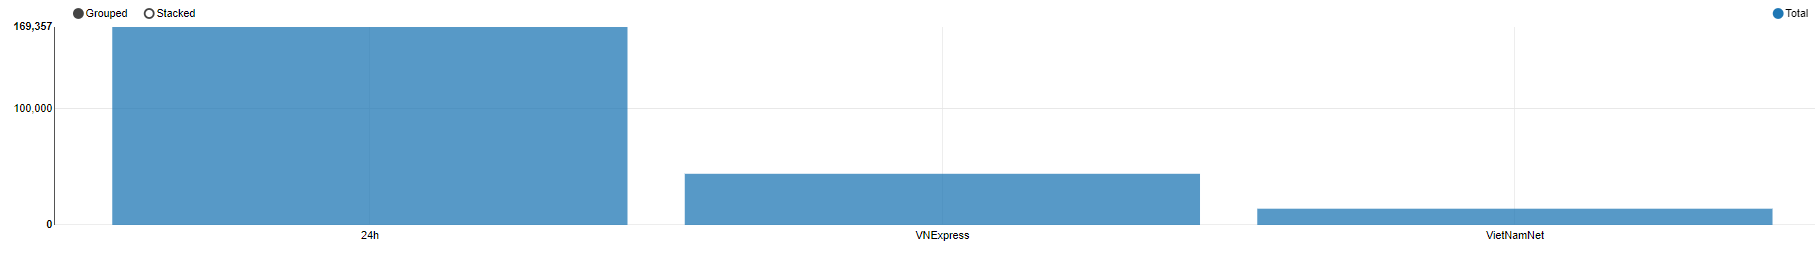 Grouped Stacked Total
169,357
100,000
0
24h VNExpress VietNamNet